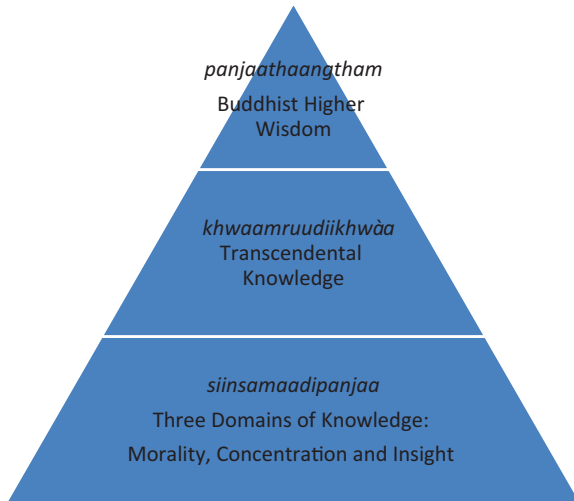 panjaathaangtham
Buddhist Higher
Wisdom
khwaamruudiikhwàa
Transcendental
Knowledge
siinsamaadipanjaa
Three Domains of Knowledge:
Morality, Concentration and Insight